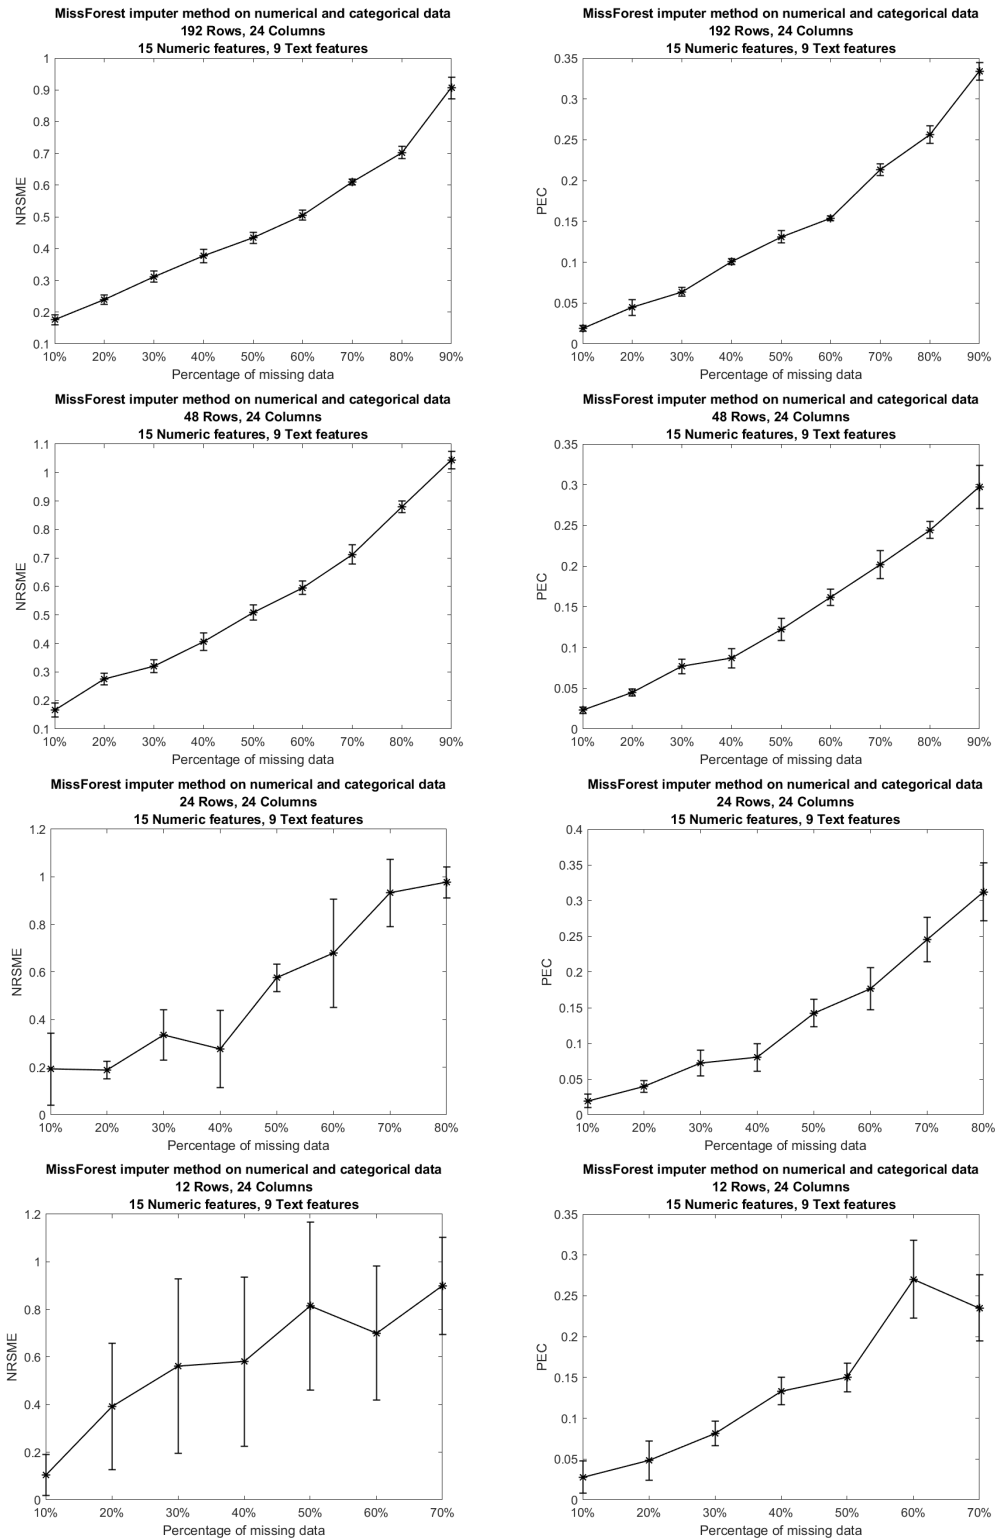 MissForest imputer method on numerical and categorical data
192 Rows, 24 Columns
15 Numeric features, 9 Text features
1
0.9
0.8
0.7
0.6
0.5
0.4
0.3
0.2
0.1
NRSME
10% 20% 30% 40% 50% 60% 70% 80% 90%
Percentage of missing data
MissForest imputer method on numerical and categorical data
192 Rows, 24 Columns
15 Numeric features, 9 Text features
0.35
0.3
0.25
0.2
0.15
0.1
0.05
0
PEC
10% 20% 30% 40% 50% 60% 70% 80% 90%
Percentage of missing data
MissForest imputer method on numerical and categorical data
48 Rows, 24 Columns
15 Numeric features, 9 Text features
1.1
1
0.9
0.8
0.7
0.6
0.5
0.4
0.3
0.2
0.1
NRSME
10% 20% 30% 40% 50% 60% 70% 80% 90%
Percentage of missing data
MissForest imputer method on numerical and categorical data
48 Rows, 24 Columns
15 Numeric features, 9 Text features
0.35
0.3
0.25
0.2
0.15
0.1
0.05
0
PEC
10% 20% 30% 40% 50% 60% 70% 80% 90%
Percentage of missing data
MissForest imputer method on numerical and categorical data
24 Rows, 24 Columns
15 Numeric features, 9 Text features
1.2
1
0.8
0.6
0.4
0.2
0
NRSME
10% 20% 30% 40% 50% 60% 70% 80%
Percentage of missing data
MissForest imputer method on numerical and categorical data
24 Rows, 24 Columns
15 Numeric features, 9 Text features
0.4
0.35
0.3
0.25
0.2
0.15
0.1
0.05
0
PEC
10% 20% 30% 40% 50% 60% 70% 80%
Percentage of missing data
MissForest imputer method on numerical and categorical data
12 Rows, 24 Columns
15 Numeric features, 9 Text features
1.2
1
0.8
0.6
0.4
0.2
0
NRSME
10% 20% 30% 40% 50% 60% 70%
Percentage of missing data
MissForest imputer method on numerical and categorical data
12 Rows, 24 Columns
15 Numeric features, 9 Text features
0.35
0.3
0.25
0.2
0.15
0.1
0.05
0
PEC
10% 20% 30% 40% 50% 60% 70%
Percentage of missing data